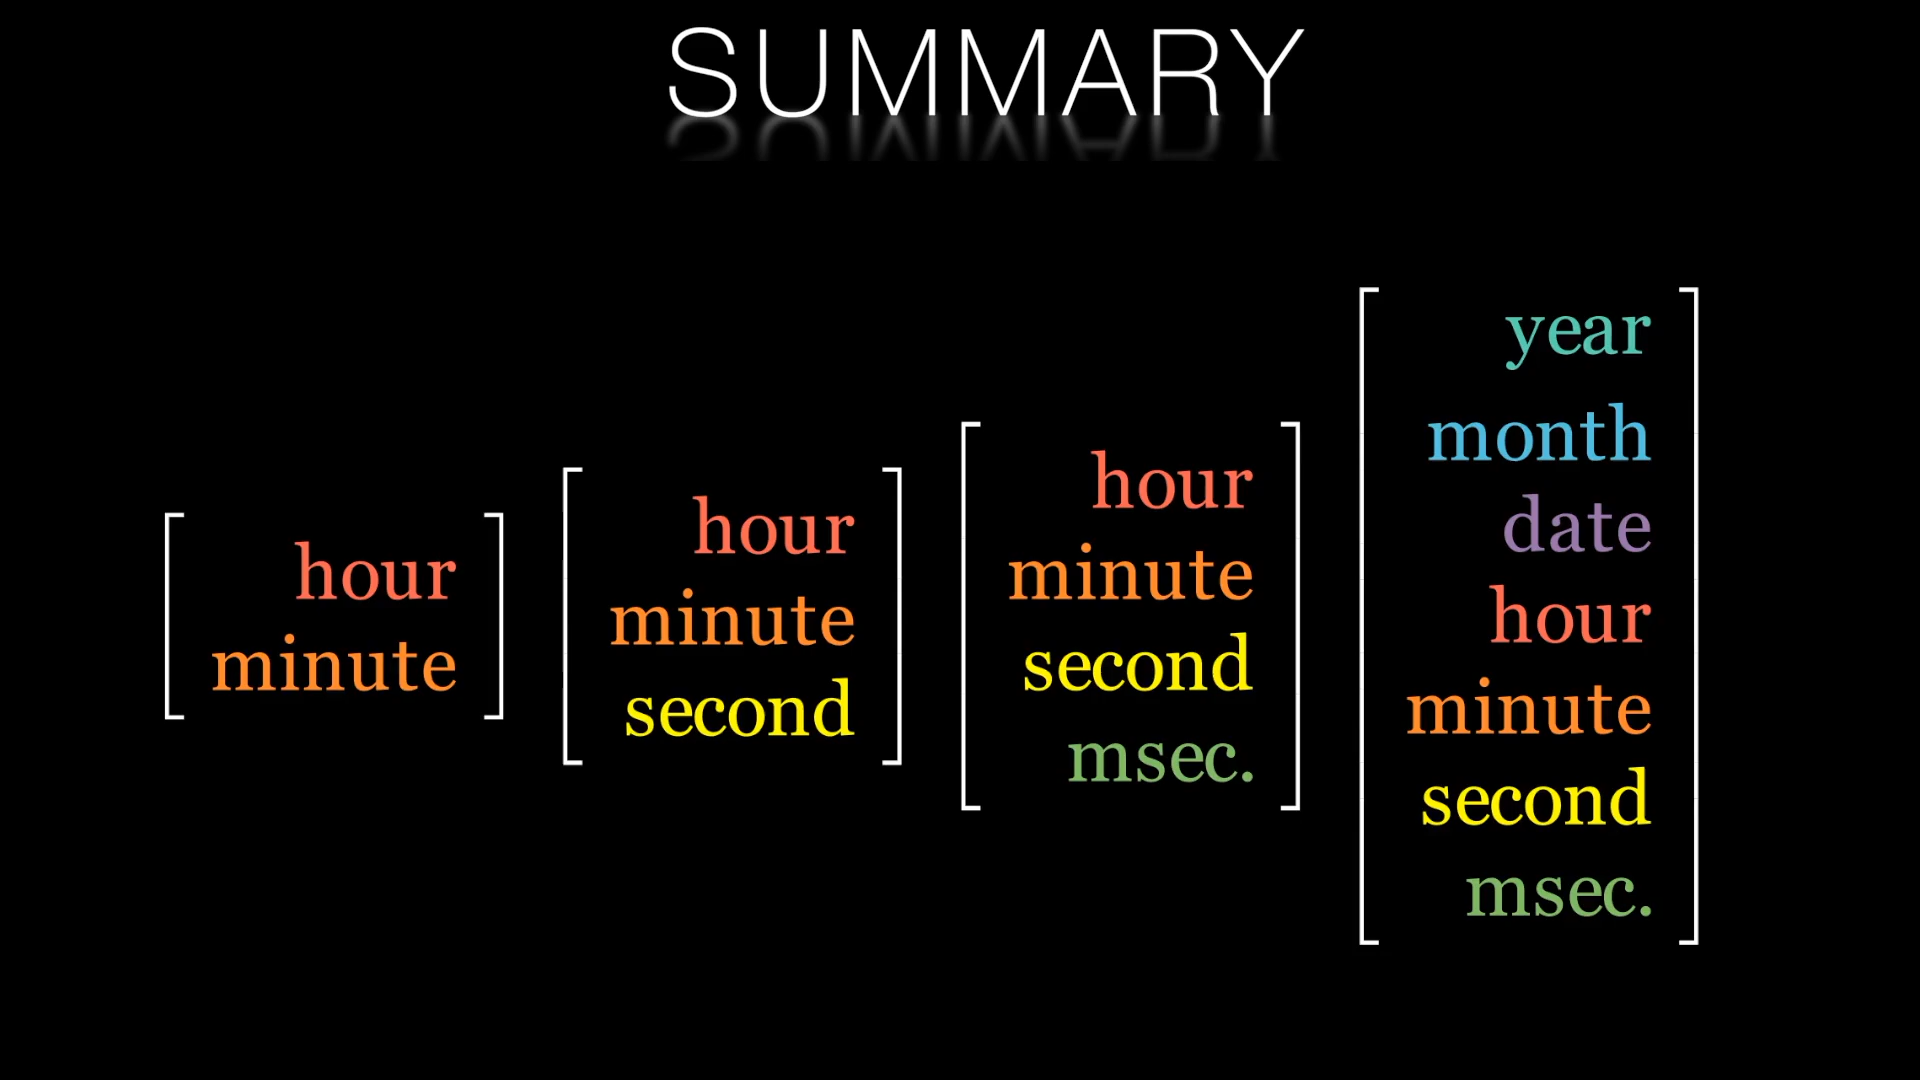 SUMMARY
hour
minute
hour
minute
second
hour
minute
second
msec.
year
month
date
hour
minute
second
msec.